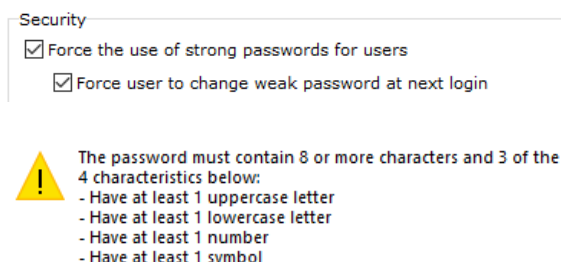 Security
Force the use of strong passwords for users
Force user to change weak password at next login
The password must contain 8 or more characters and 3 of the
4 characteristics below:
- Have at least 1 uppercase letter
- Have at least 1 lowercase letter
- Have at least 1 number
- Have at least 1 symbol